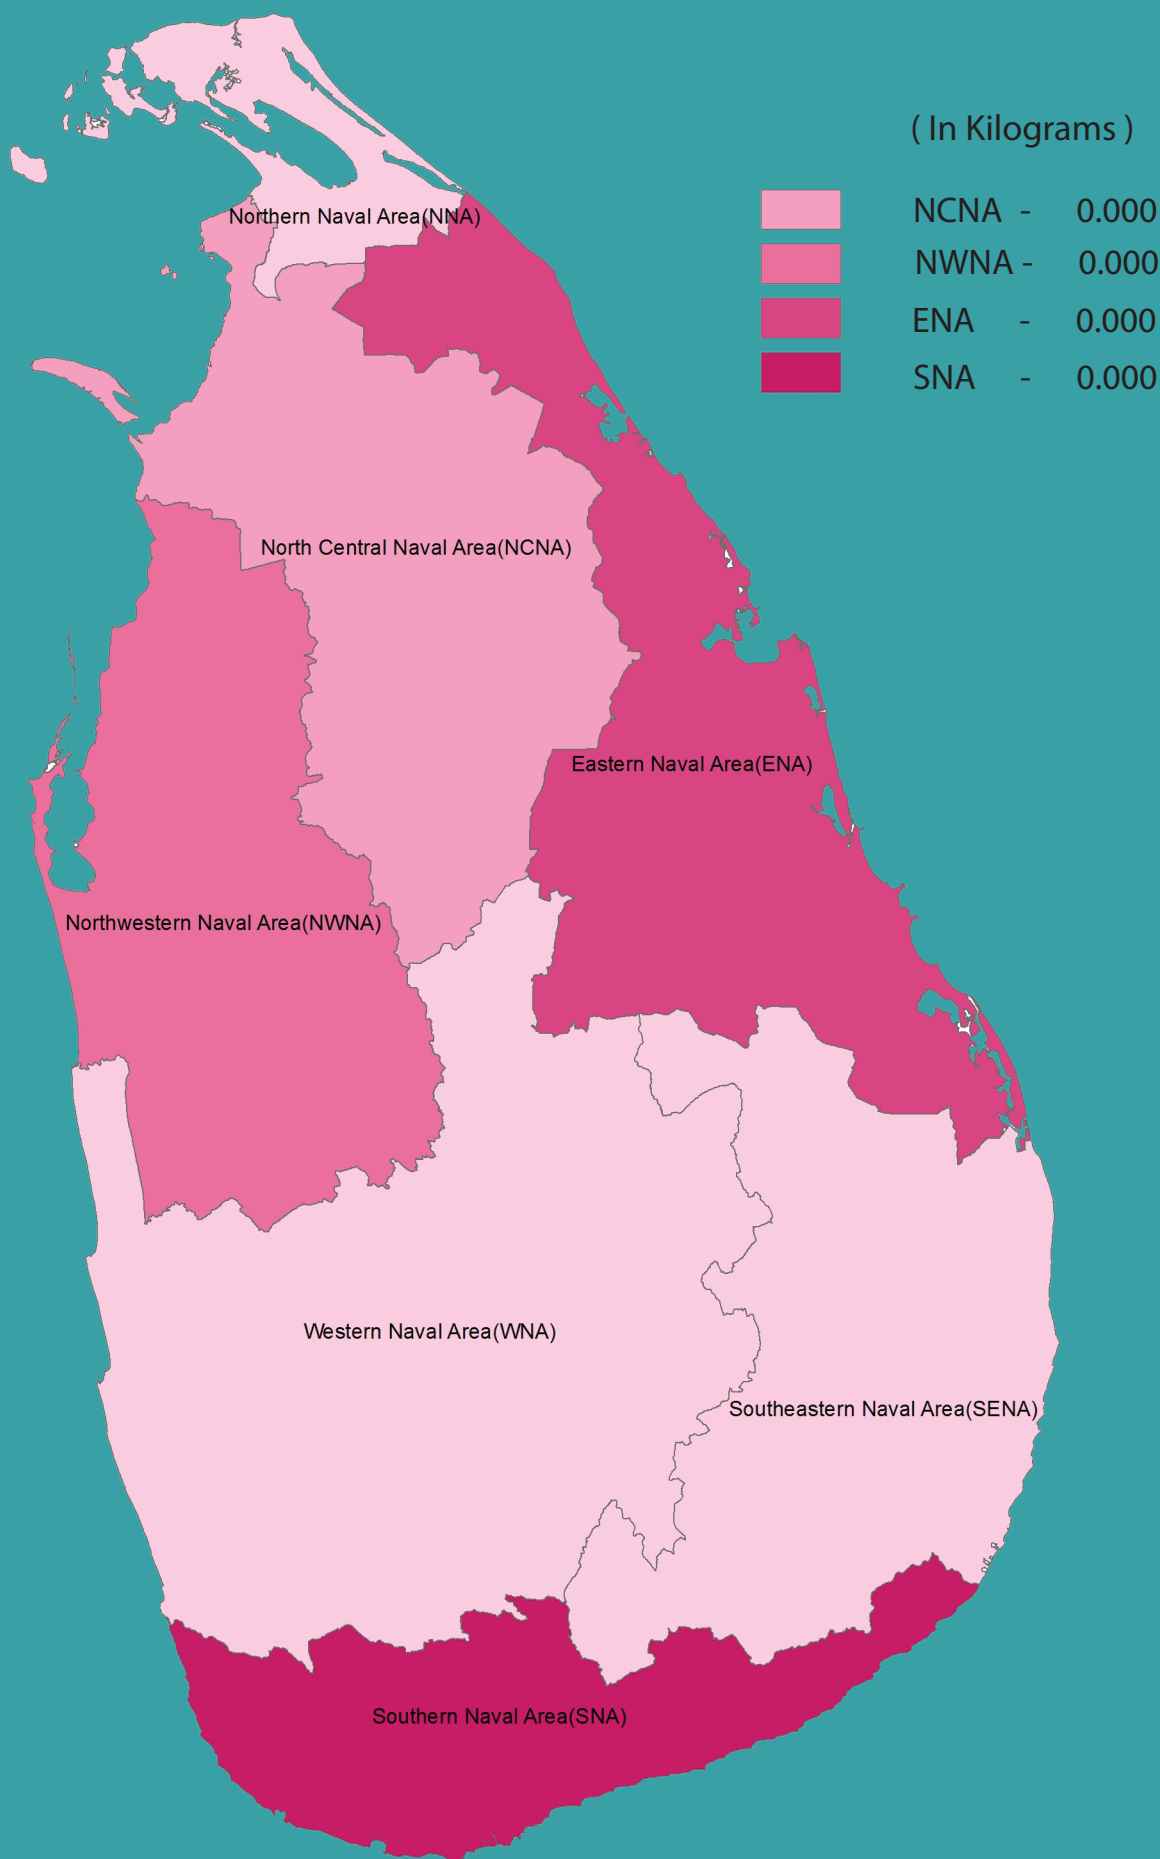 ( In Kilograms )
NCNA - 0.000
NWNA - 0.000
ENA - 0.000
SNA - 0.000
Northern Naval Area(NNA)
North Central Naval Area(NCNA)
Eastern Naval Area(ENA)
Northwestern Naval Area(NWNA)
Western Naval Area(WNA)
Southeastern Naval Area(SENA)
Southern Naval Area(SNA)